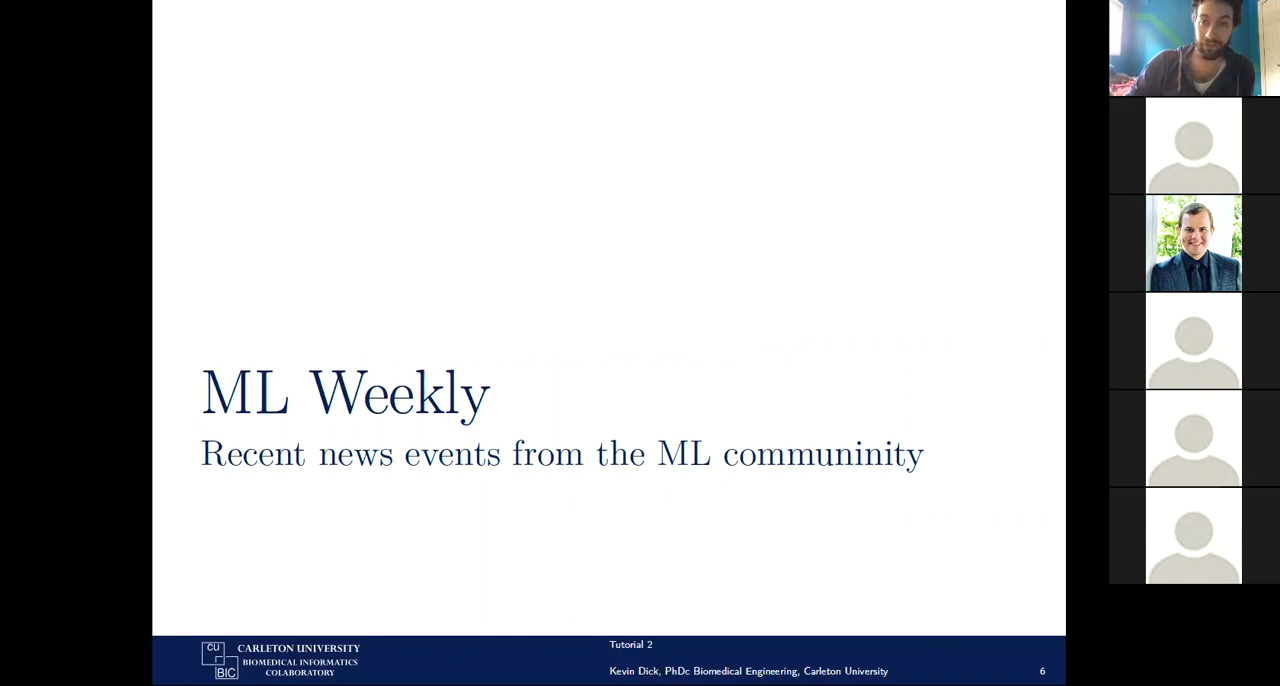 ML Weekly
Recent news events from the ML communinity
CU
BIC
CARLETON UNIVERSITY
BIOMEDICAL INFORMATICS
COLABORATORY
Tutorial 2
Kevin Dick, PhDc Biomedical Engineering, Carleton University
6